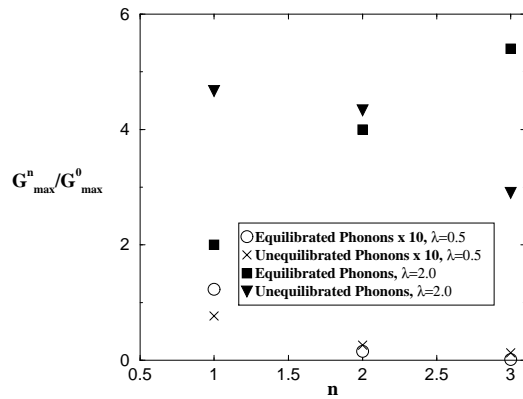 6
4
G^n_max/G^0_max
2
Equilibrated Phonons x 10, λ=0.5
Unequilibrated Phonons x 10, λ=0.5
Equilibrated Phonons, λ=2.0
Unequilibrated Phonons, λ=2.0
0
0.5 1 1.5 2 2.5 3
n